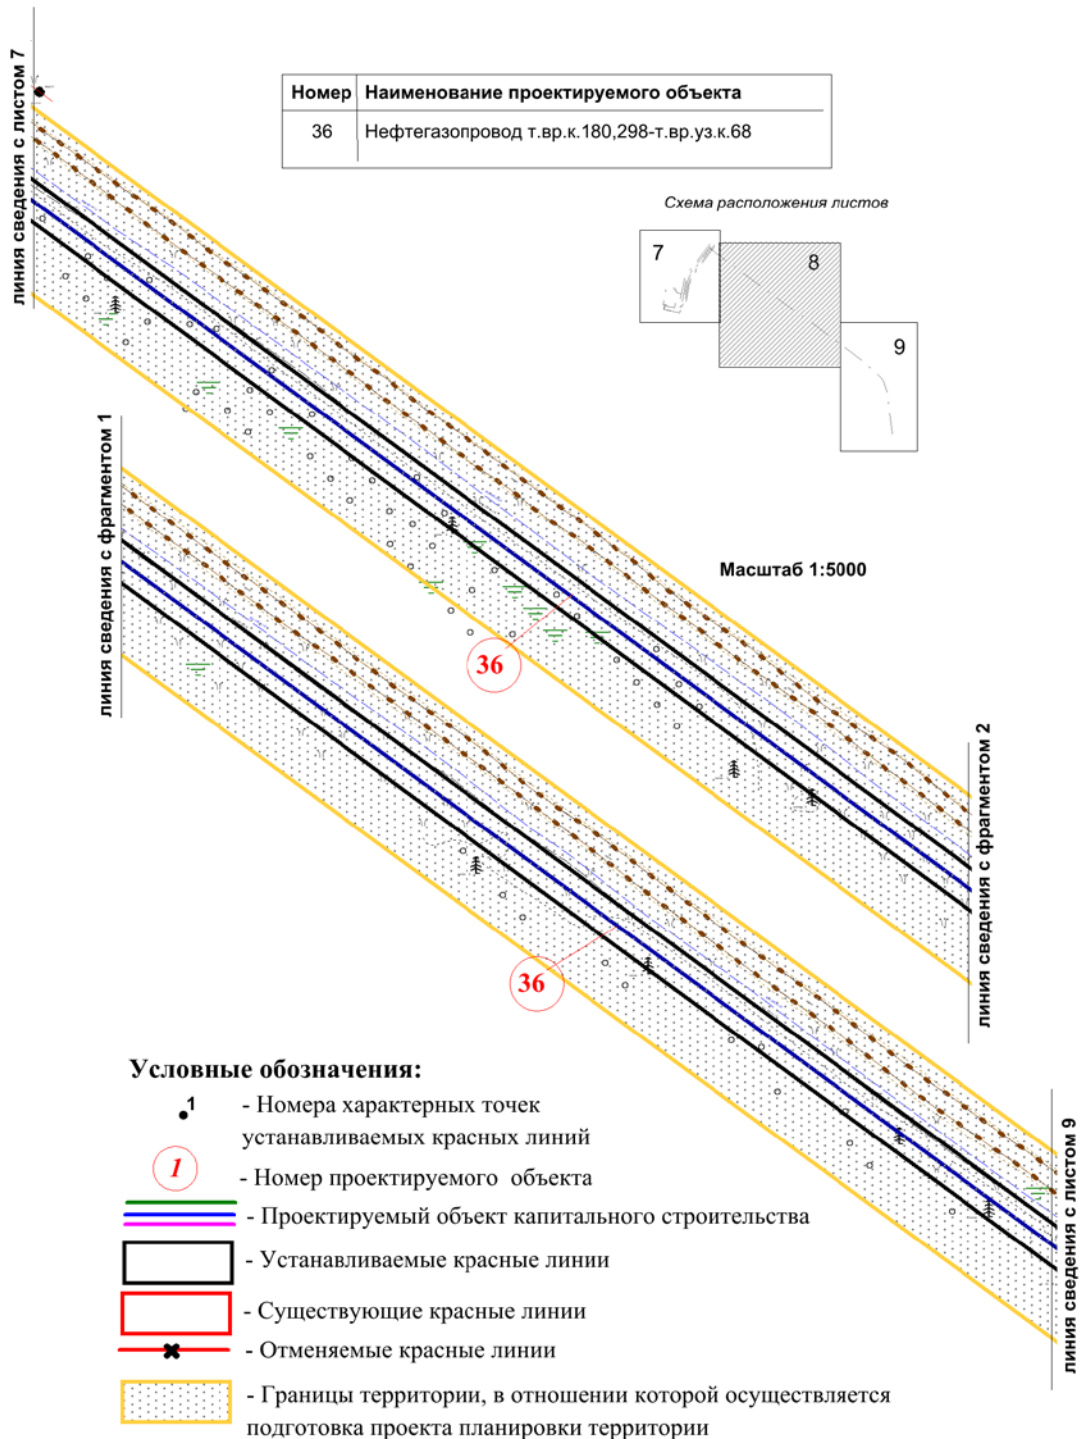 линия сведения с листом 7
Номер Наименование проектируемого объекта
36 Нефтегазопровод т.вр.к.180,298-т.вр.уз.к.68
Схема расположения листов
7
8
9
линия сведения с фрагментом 1
Масштаб 1:5000
36
линия сведения с фрагментом 2
36
линия сведения с листом 9
Условные обозначения:
1 - Номера характерных точек
устанавливаемых красных линий
1 - Номер проектируемого объекта
- Проектируемый объект капитального строительства
- Устанавливаемые красные линии
- Существующие красные линии
- Отменяемые красные линии
- Границы территории, в отношении которой осуществляется
подготовка проекта планировки территории